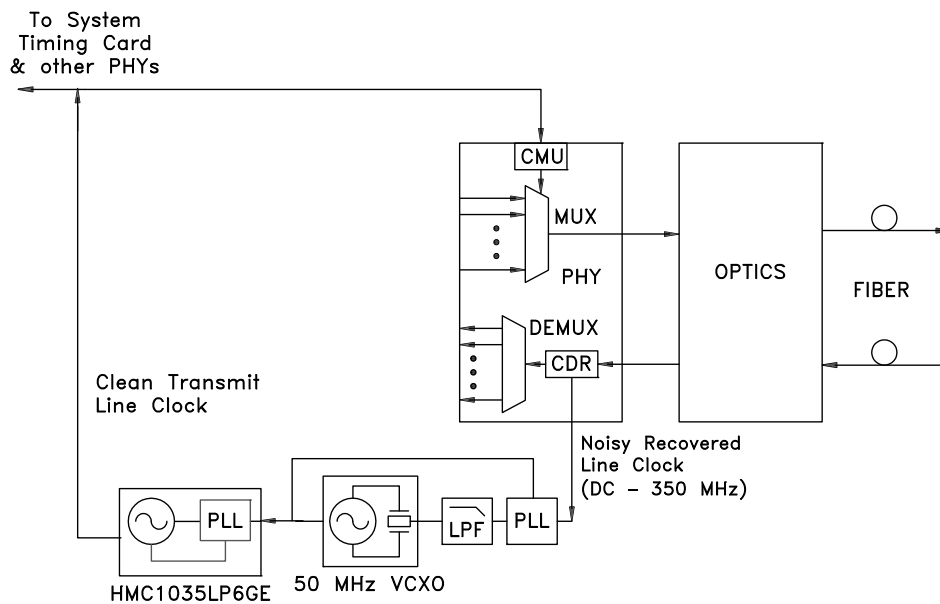 To System
Timing Card
& other PHYs
CMU
MUX
PHY
OPTICS
FIBER
DEMUX
CDR
Clean Transmit
Line Clock
Noisy Recovered
Line Clock
(DC - 350 MHz)
PLL
LPF
PLL
HMC1035LP6GE
50 MHz VCXO